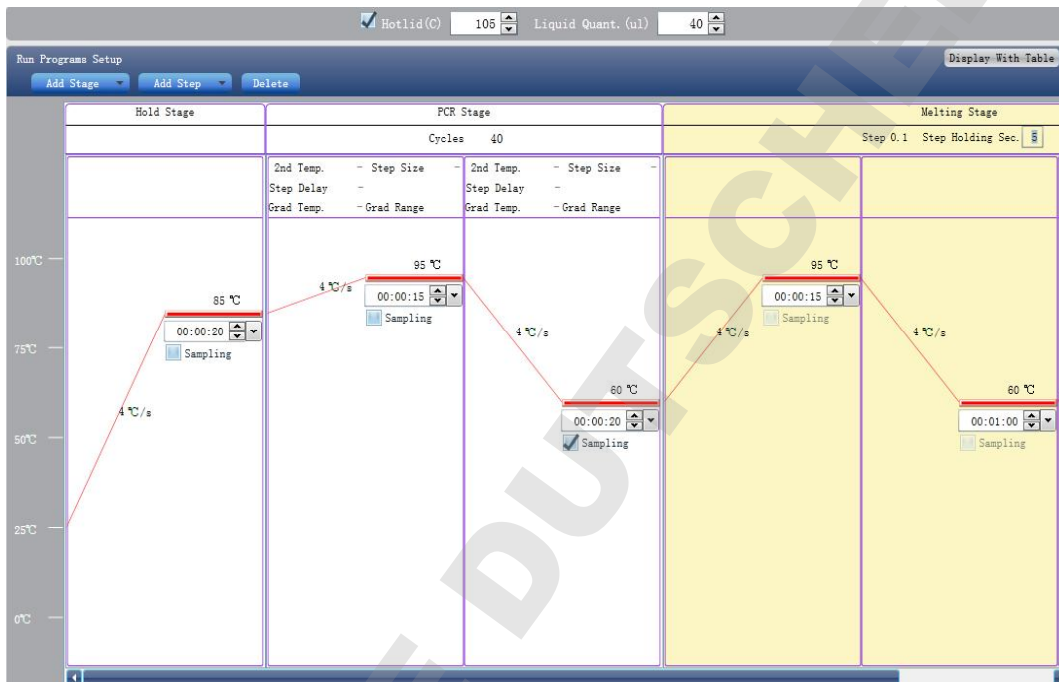 Hotlid(C) 105 Liquid Quant.(ul) 40
Run Programs Setup Display With Table
Add Stage Add Step Delete
Hold Stage PCR Stage Melting Stage
Cycles 40 Step 0.1 Step Holding Sec. 5
2nd Temp. - Step Size - 2nd Temp. - Step Size -
Step Delay - Step Delay -
Grad Temp. - Grad Range Grad Temp. - Grad Range
100℃ 95 ℃ 95 ℃
4 ℃/s 00:00:15 00:00:15
85 ℃ Sampling Sampling
00:00:20 4 ℃/s 4 ℃/s 4 ℃/s
75℃ Sampling
60 ℃ 60 ℃
4 ℃/s 00:00:20 00:01:00
50℃ Sampling Sampling
25℃
0℃
DUTSCHE